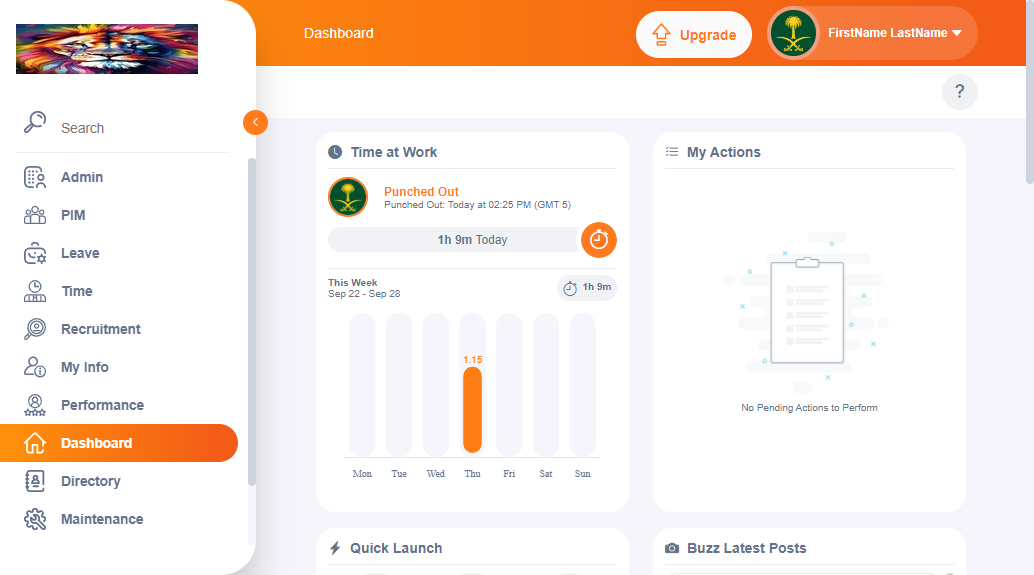 Dashboard
Upgrade
FirstName LastName
Search
?
Admin
PIM
Leave
Time
Recruitment
My Info
Performance
Dashboard
Directory
Maintenance
Time at Work
Punched Out
Punched Out: Today at 02:25 PM (GMT 5)
1h 9m Today
This Week
Sep 22 - Sep 28
1h 9m
1.15
Mon Tue Wed Thu Fri Sat Sun
My Actions
No Pending Actions to Perform
Quick Launch
Buzz Latest Posts